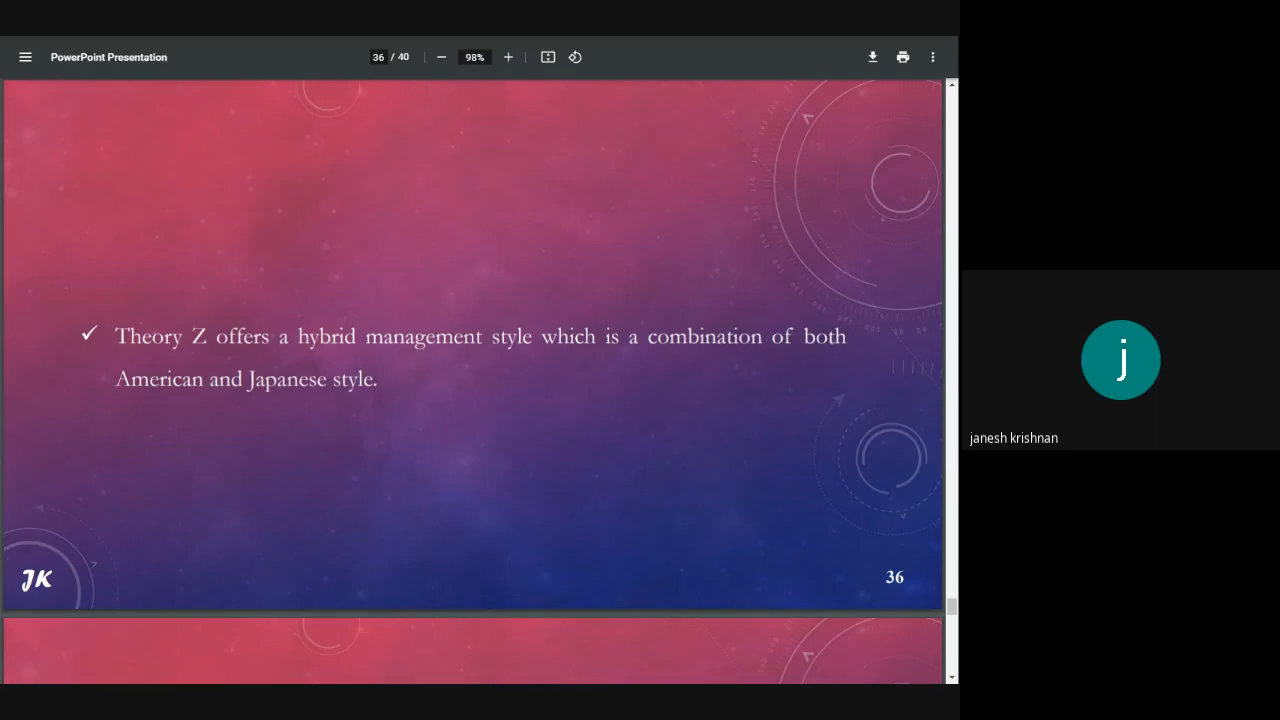 PowerPoint Presentation
36 / 40
98%
✓ Theory Z offers a hybrid management style which is a combination of both
American and Japanese style.
JK
36
j
janesh krishnan